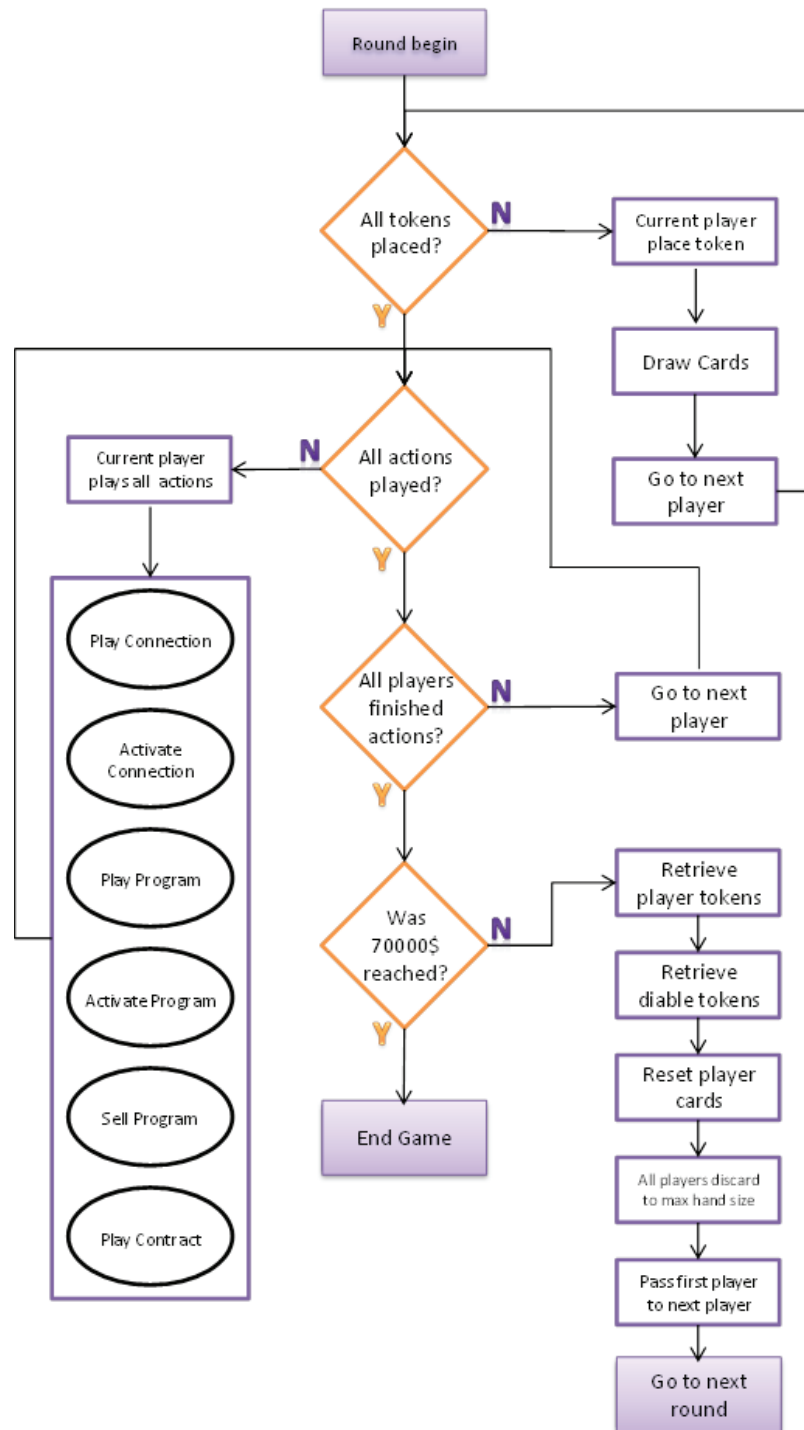 Round begin
All tokens
placed?
N
Y
Current player
place token
Draw Cards
Go to next
player
All actions
played?
N
Y
Current player
plays all actions
Play Connection
Activate
Connection
Play Program
Activate Program
Sell Program
Play Contract
All players
finished
actions?
N
Y
Go to next
player
Was
70000$
reached?
N
Y
End Game
Retrieve
player tokens
Retrieve
diable tokens
Reset player
cards
All players discard
to max hand size
Pass first player
to next player
Go to next
round